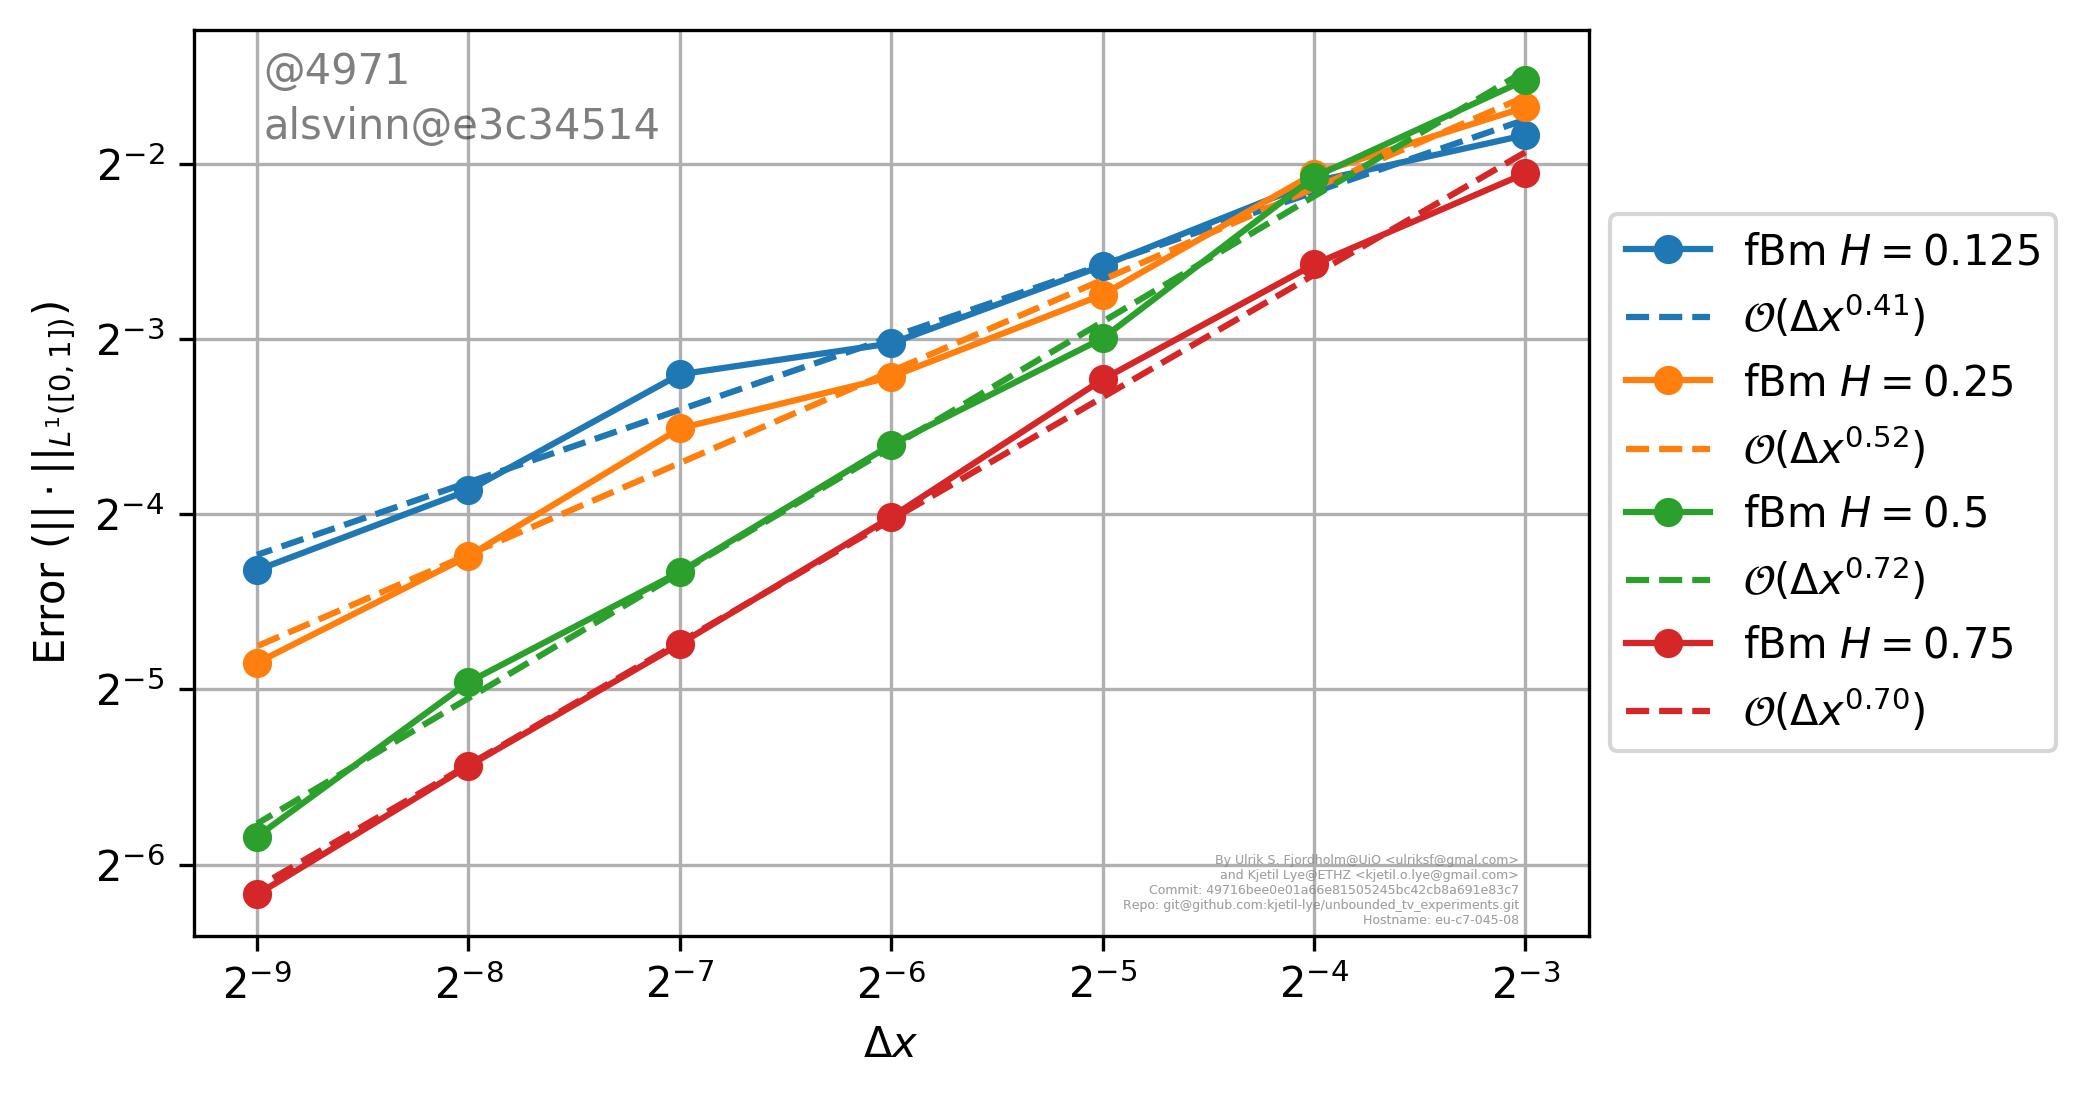 @4971
alsvinn@e3c34514
Error (|| · ||_{L^1([0, 1])})
2^{-2}
2^{-3}
2^{-4}
2^{-5}
2^{-6}
By Ulrik S. Fjordholm@UiO <ulriksf@gmal.com>
and Kjetil Lye@ETHZ <kjetil.o.lye@gmail.com>
Commit: 49716bee0e01a66e81505245bc42cb8a691e83c7
Repo: git@github.com:kjetil-lye/unbounded_tv_experiments.git
Hostname: eu-c7-045-08
2^{-9} 2^{-8} 2^{-7} 2^{-6} 2^{-5} 2^{-4} 2^{-3}
Δx
fBm H = 0.125
𝒪(Δx^{0.41})
fBm H = 0.25
𝒪(Δx^{0.52})
fBm H = 0.5
𝒪(Δx^{0.72})
fBm H = 0.75
𝒪(Δx^{0.70})